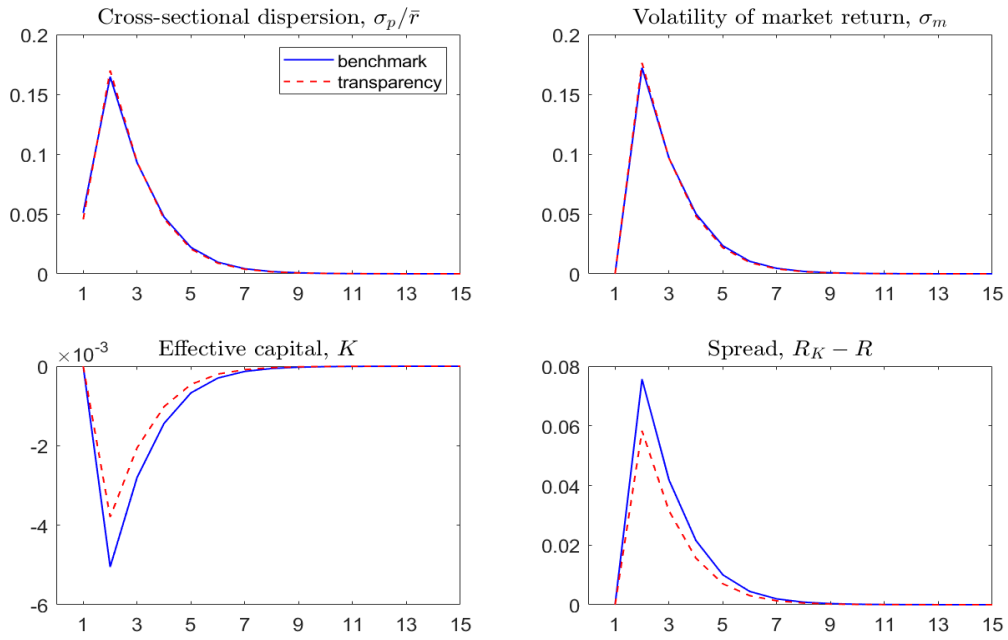 Cross-sectional dispersion, σ_p/r̄
0.2
0.15
0.1
0.05
0
1 3 5 7 9 11 13 15
benchmark
transparency
Volatility of market return, σ_m
0.2
0.15
0.1
0.05
0
1 3 5 7 9 11 13 15
Effective capital, K
×10⁻³
0
-2
-4
-6
1 3 5 7 9 11 13 15
Spread, R_K − R
0.08
0.06
0.04
0.02
0
1 3 5 7 9 11 13 15